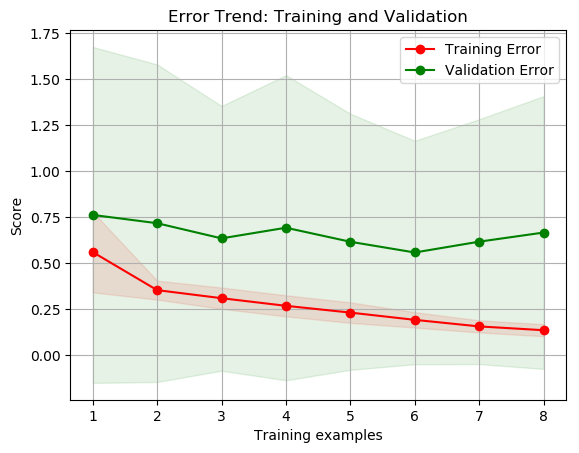 Error Trend: Training and Validation
Training Error
Validation Error
Score
1.75
1.50
1.25
1.00
0.75
0.50
0.25
0.00
1 2 3 4 5 6 7 8
Training examples